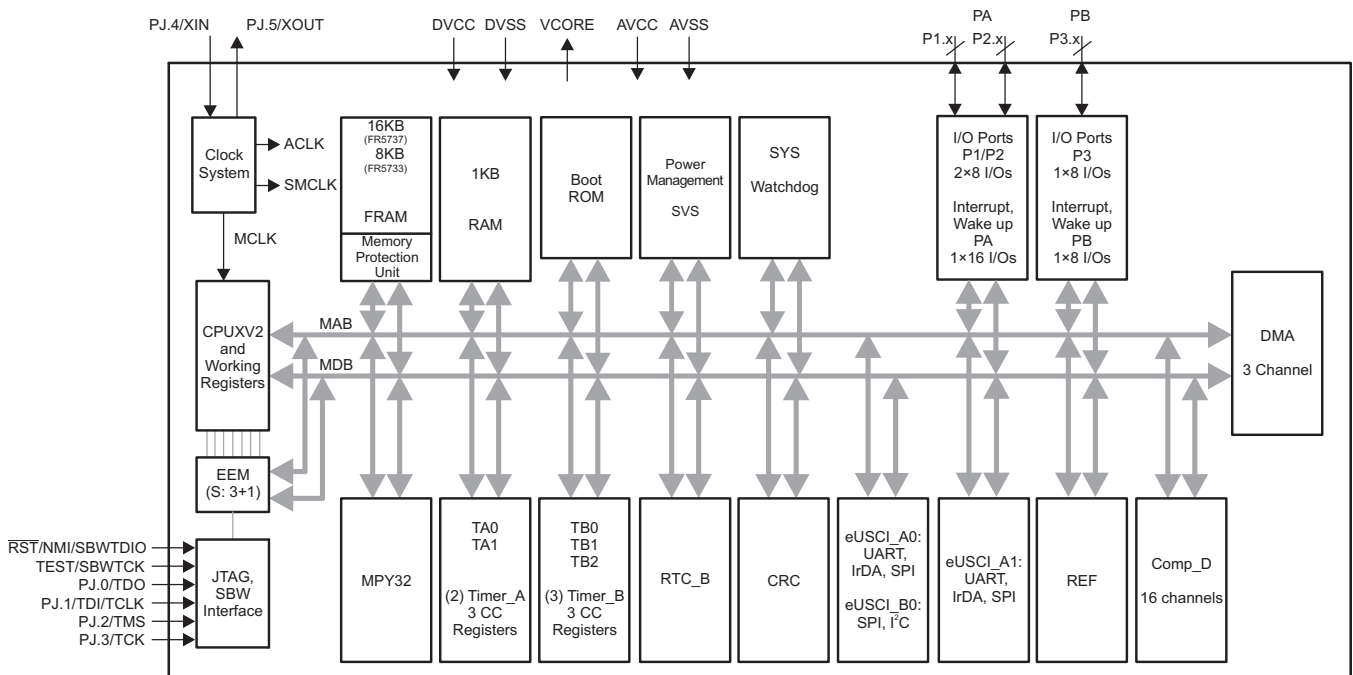 PJ.4/XIN
PJ.5/XOUT
DVCC
DVSS
VCORE
AVCC
AVSS
PA
P1.x
P2.x
PB
P3.x
Clock
System
ACLK
SMCLK
MCLK
16KB
(FR5737)
8KB
(FR5733)
FRAM
Memory
Protection
Unit
1KB
RAM
Boot
ROM
Power
Management
SVS
SYS
Watchdog
I/O Ports
P1/P2
2×8 I/Os
Interrupt,
Wake up
PA
1×16 I/Os
I/O Ports
P3
1×8 I/Os
Interrupt,
Wake up
PB
1×8 I/Os
CPUXV2
and
Working
Registers
MAB
MDB
DMA
3 Channel
EEM
(S: 3+1)
RST/NMI/SBWTDIO
TEST/SBWTCK
PJ.0/TDO
PJ.1/TDI/TCLK
PJ.2/TMS
PJ.3/TCK
JTAG,
SBW
Interface
MPY32
TA0
TA1
(2) Timer_A
3 CC
Registers
TB0
TB1
TB2
(3) Timer_B
3 CC
Registers
RTC_B
CRC
eUSCI_A0:
UART,
IrDA, SPI
eUSCI_B0:
SPI, I²C
eUSCI_A1:
UART,
IrDA, SPI
REF
Comp_D
16 channels